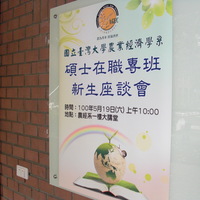 國立臺灣大學農業經濟學系
碩士在職專班
新生座談會
時間：100年5月19日(六)上午10:00
地點：農經系一樓大講堂